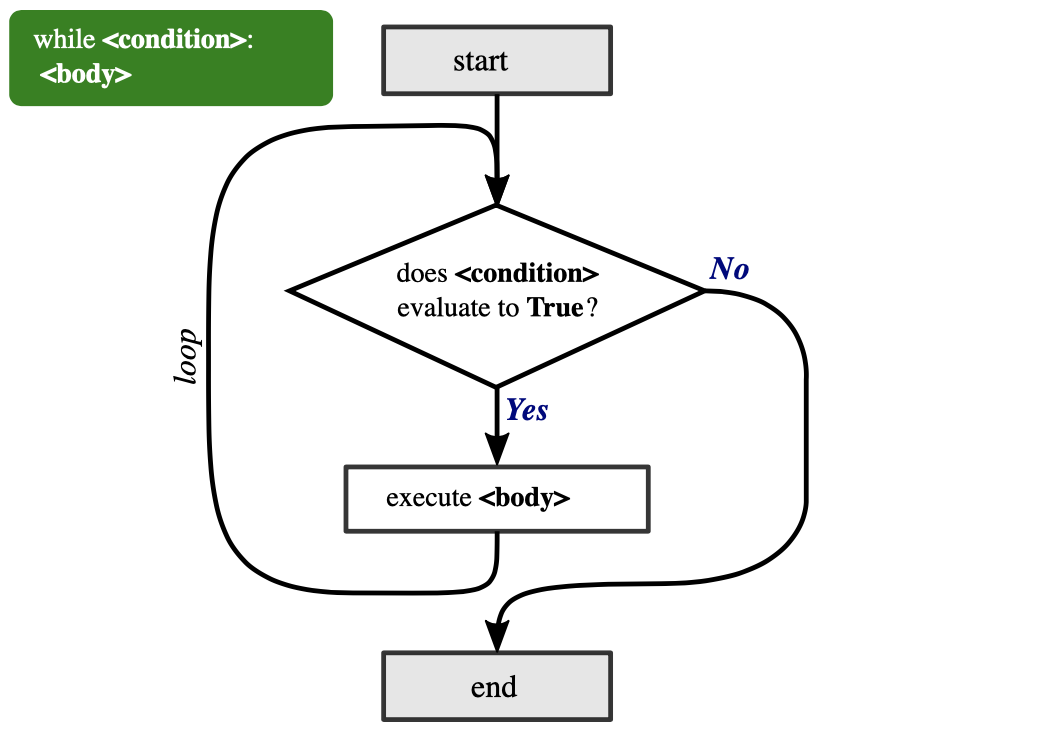 while <condition>:
<body>
start
does <condition>
evaluate to True?
No
loop
Yes
execute <body>
end